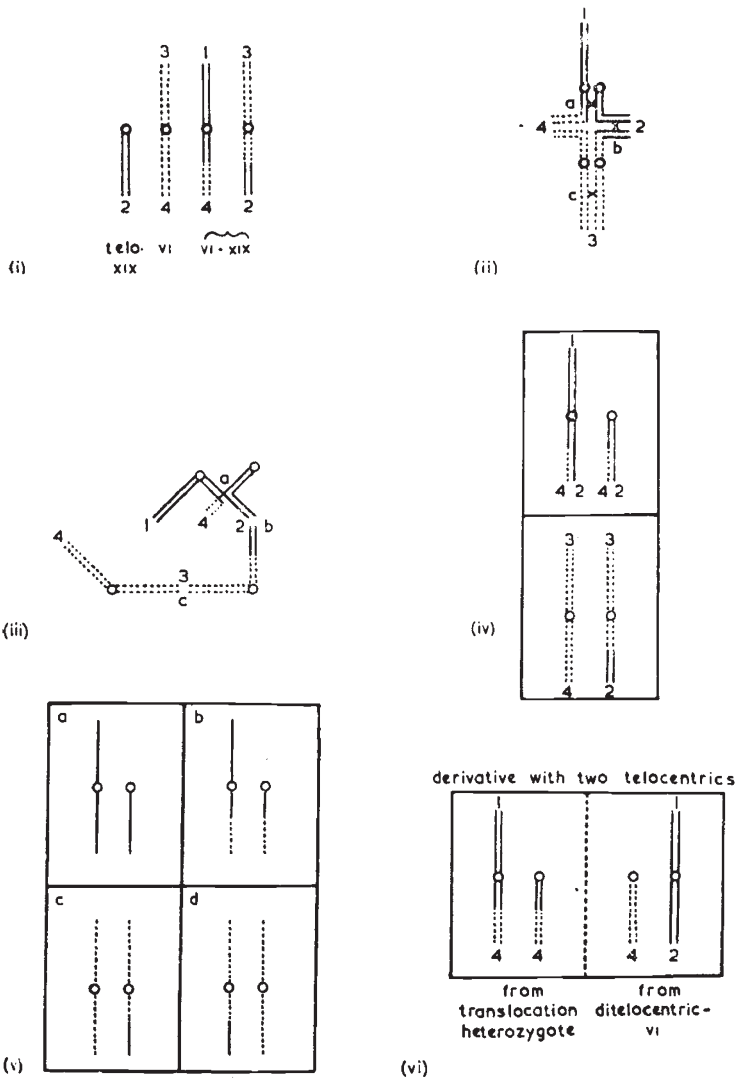 3 1 3
2 4 4 2
telo- VI VI - XIX
XIX
(i)
1
a
4 2
b
c
3
(ii)
a
1 4 2 b
4
3
c
(iii)
1
4 2 4 2
3 3
4 2
(iv)
a b
c d
(v)
derivative with two telocentrics
1 1
4 4 4 2
from from
translocation ditelocentric-
heterozygote VI
(vi)